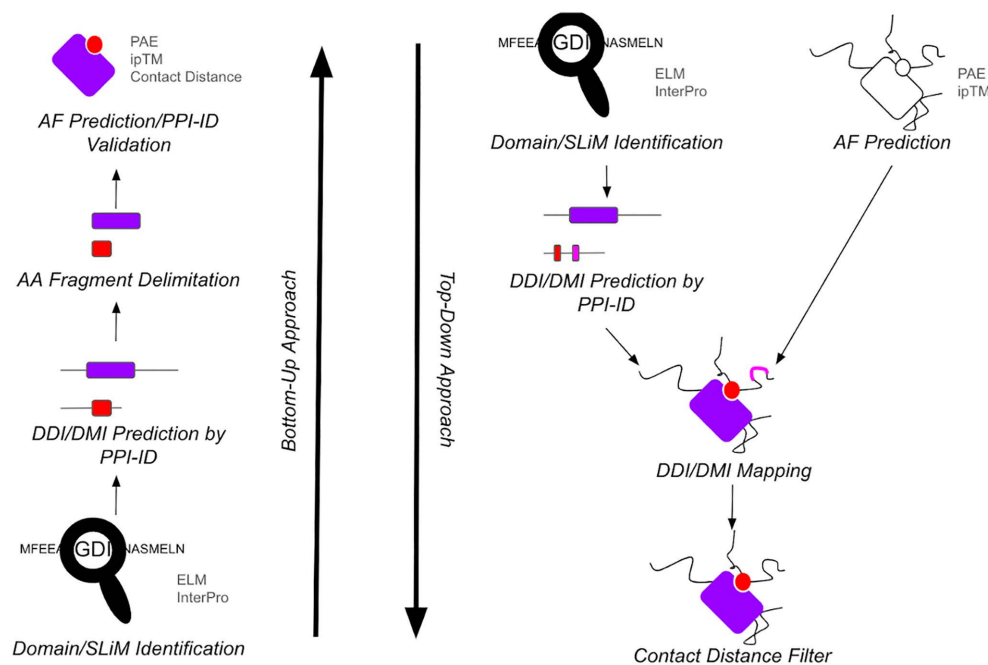 PAE
ipTM
Contact Distance
AF Prediction/PPI-ID
Validation
AA Fragment Delimitation
DDI/DMI Prediction by
PPI-ID
MFEEA GDI NASMELN
ELM
InterPro
Domain/SLiM Identification
Bottom-Up Approach
Top-Down Approach
MFEEA GDI NASMELN
ELM
InterPro
Domain/SLiM Identification
PAE
ipTM
AF Prediction
DDI/DMI Prediction by
PPI-ID
DDI/DMI Mapping
Contact Distance Filter